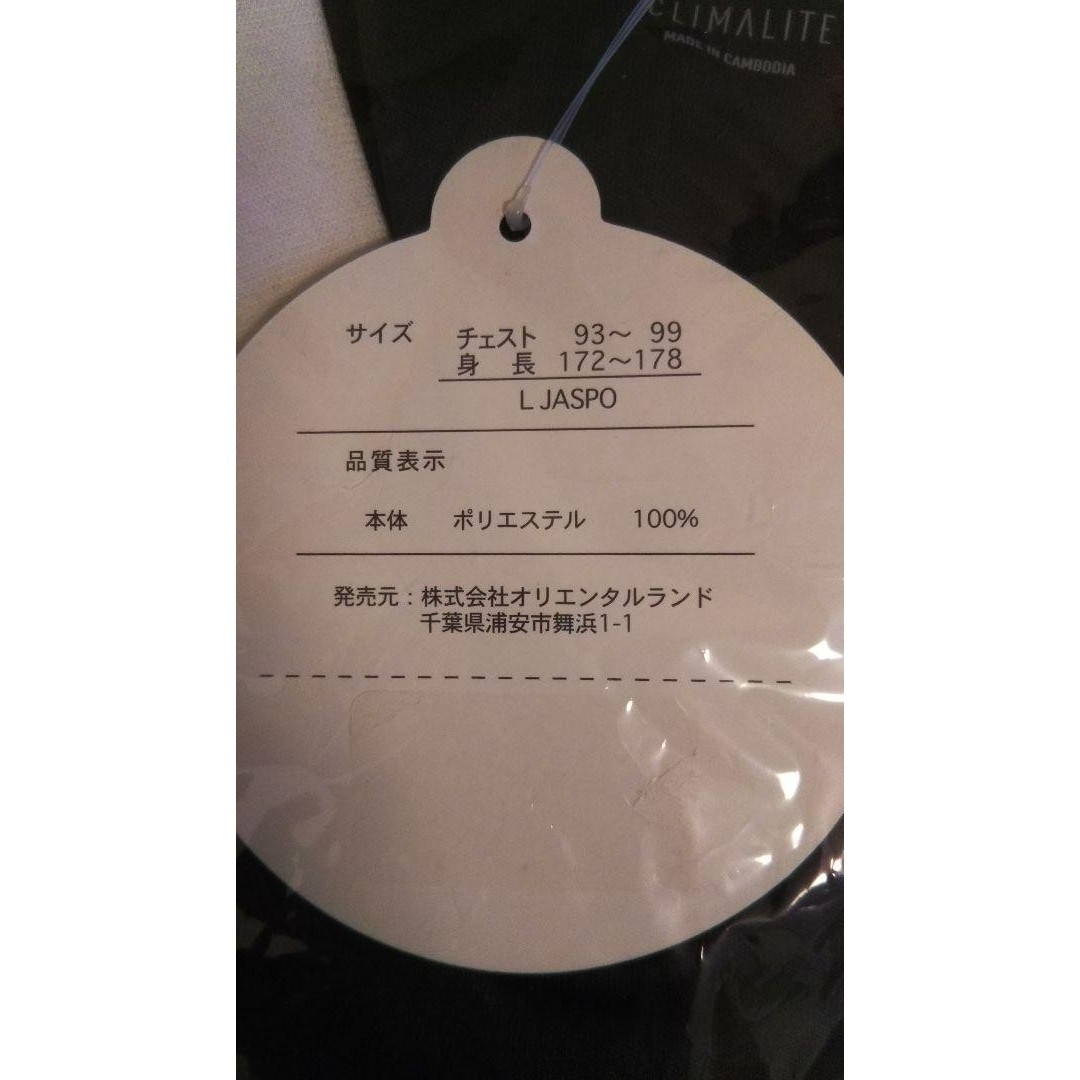 CLIMALITE
MADE IN CAMBODIA
サイズ チェスト 93〜 99
身 長 172〜178
L JASPO
品質表示
本体 ポリエステル 100%
発売元：株式会社オリエンタルランド
千葉県浦安市舞浜1-1